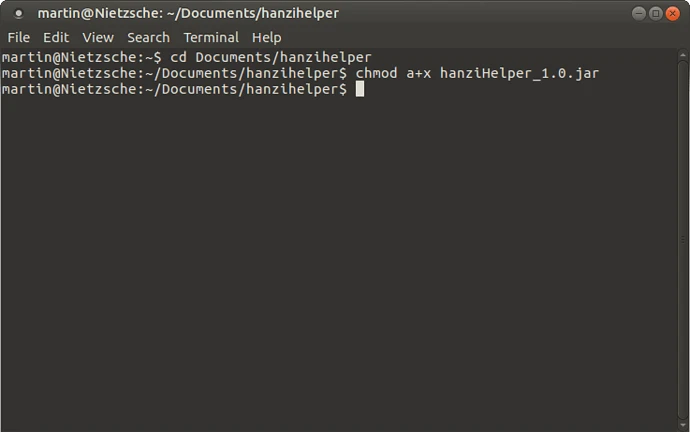 martin@Nietzsche: ~/Documents/hanzihelper
File Edit View Search Terminal Help
martin@Nietzsche:~$ cd Documents/hanzihelper
martin@Nietzsche:~/Documents/hanzihelper$ chmod a+x hanziHelper_1.0.jar
martin@Nietzsche:~/Documents/hanzihelper$